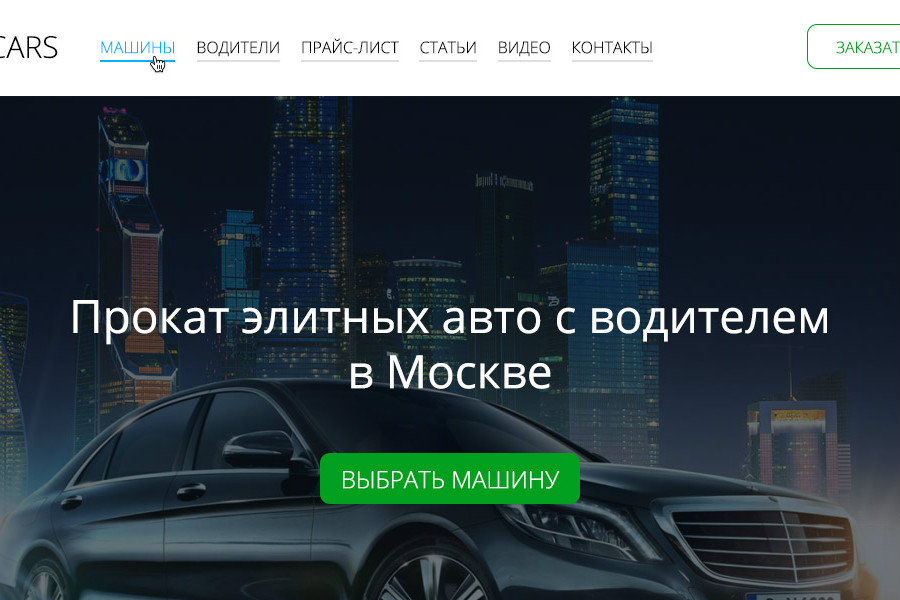 CARS
МАШИНЫ ВОДИТЕЛИ ПРАЙС-ЛИСТ СТАТЬИ ВИДЕО КОНТАКТЫ
ЗАКАЗАТ
Прокат элитных авто с водителем
в Москве
ВЫБРАТЬ МАШИНУ